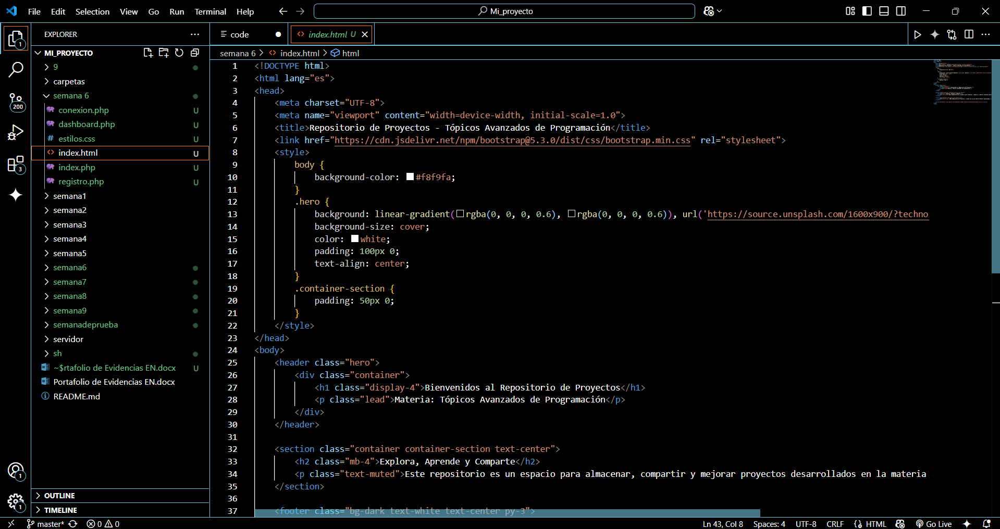 File Edit Selection View Go Run Terminal Help
Mi_proyecto
EXPLORER
MI_PROYECTO
9
carpetas
semana 6
conexion.php U
dashboard.php U
# estilos.css U
<> index.html U
index.php U
registro.php U
semana1
semana2
semana3
semana4
semana5
semana6
semana7
semana8
semana9
semanadeprueba
servidor
sh
~$rtafolio de Evidencias EN.docx U
Portafolio de Evidencias EN.docx
README.md
OUTLINE
TIMELINE
1
200
3
1
1
code
<> index.html U
semana 6 > <> index.html > html
1 <!DOCTYPE html>
2 <html lang="es">
3 <head>
4 <meta charset="UTF-8">
5 <meta name="viewport" content="width=device-width, initial-scale=1.0">
6 <title>Repositorio de Proyectos - Tópicos Avanzados de Programación</title>
7 <link href="https://cdn.jsdelivr.net/npm/bootstrap@5.3.0/dist/css/bootstrap.min.css" rel="stylesheet">
8 <style>
9 body {
10 background-color: #f8f9fa;
11 }
12 .hero {
13 background: linear-gradient(rgba(0, 0, 0, 0.6), rgba(0, 0, 0, 0.6)), url('https://source.unsplash.com/1600x900/?techno
14 background-size: cover;
15 color: white;
16 padding: 100px 0;
17 text-align: center;
18 }
19 .container-section {
20 padding: 50px 0;
21 }
22 </style>
23 </head>
24 <body>
25 <header class="hero">
26 <div class="container">
27 <h1 class="display-4">Bienvenidos al Repositorio de Proyectos</h1>
28 <p class="lead">Materia: Tópicos Avanzados de Programación</p>
29 </div>
30 </header>
31
32 <section class="container container-section text-center">
33 <h2 class="mb-4">Explora, Aprende y Comparte</h2>
34 <p class="text-muted">Este repositorio es un espacio para almacenar, compartir y mejorar proyectos desarrollados en la materia
35 </section>
36
37 <footer class="bg-dark text-white text-center py-3">
master* 0 0 Ln 43, Col 8 Spaces: 4 UTF-8 CRLF {} HTML Go Live